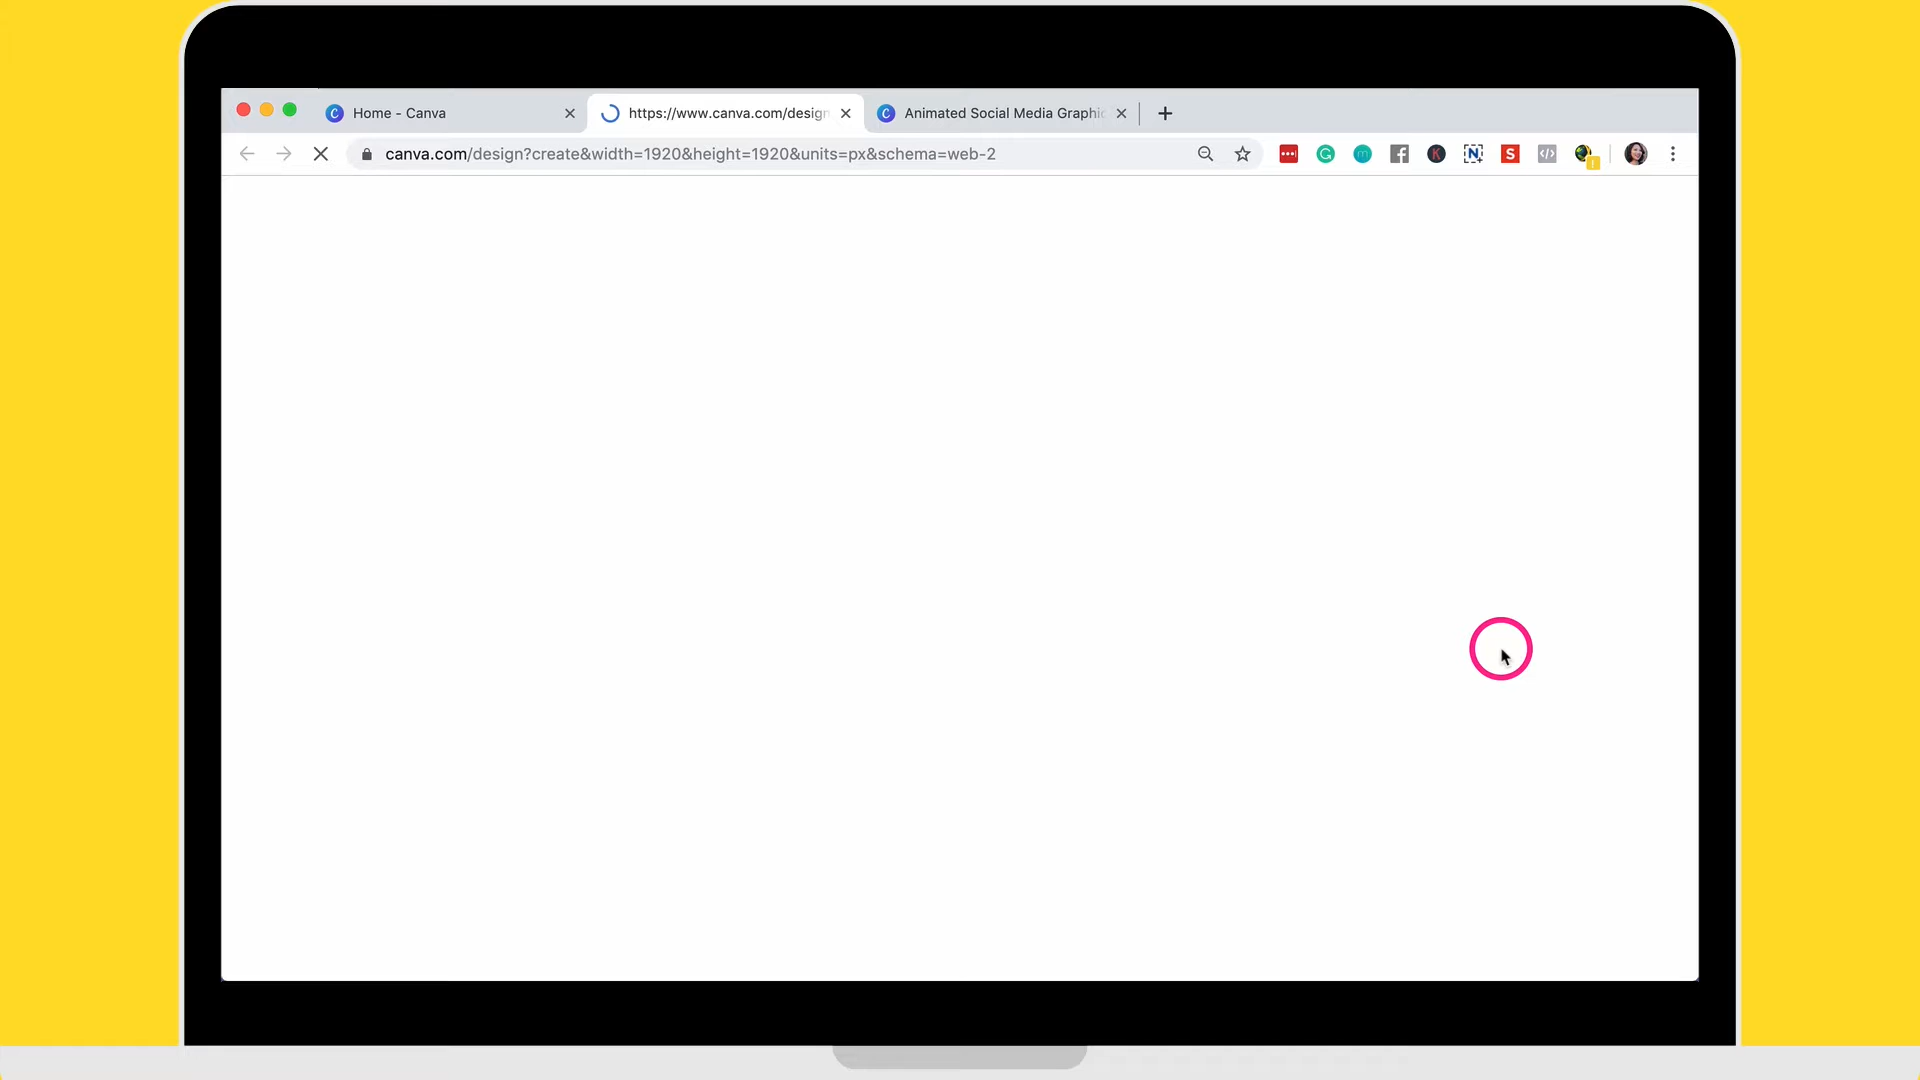 Home - Canva
https://www.canva.com/design
Animated Social Media Graphic
canva.com/design?create&width=1920&height=1920&units=px&schema=web-2